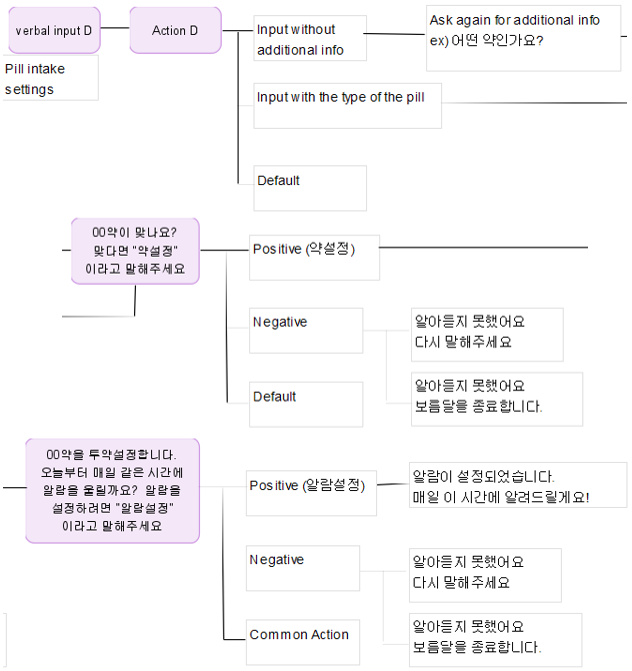 verbal input D
Action D
Input without
additional info
Ask again for additional info
ex) 어떤 약인가요?
Pill intake
settings
Input with the type of the pill
Default
00약이 맞나요?
맞다면 "약설정"
이라고 말해주세요
Positive (약설정)
Negative
알아듣지 못했어요
다시 말해주세요
Default
알아듣지 못했어요
보름달을 종료합니다.
00약을 투약설정합니다.
오늘부터 매일 같은 시간에
알람을 울릴까요? 알람을
설정하려면 "알람설정"
이라고 말해주세요
Positive (알람설정)
알람이 설정되었습니다.
매일 이 시간에 알려드릴게요!
Negative
알아듣지 못했어요
다시 말해주세요
Common Action
알아듣지 못했어요
보름달을 종료합니다.